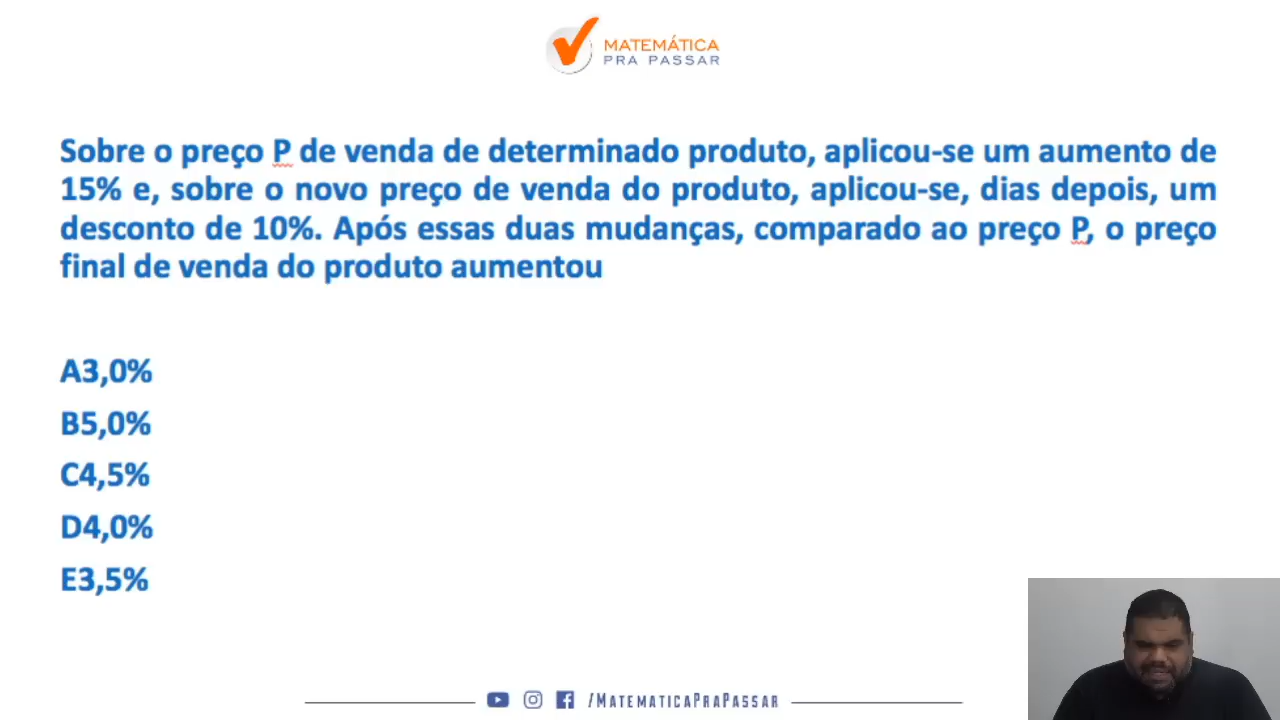 MATEMÁTICA
PRA PASSAR
Sobre o preço P de venda de determinado produto, aplicou-se um aumento de
15% e, sobre o novo preço de venda do produto, aplicou-se, dias depois, um
desconto de 10%. Após essas duas mudanças, comparado ao preço P, o preço
final de venda do produto aumentou
A3,0%
B5,0%
C4,5%
D4,0%
E3,5%
/MatematicaPraPassar